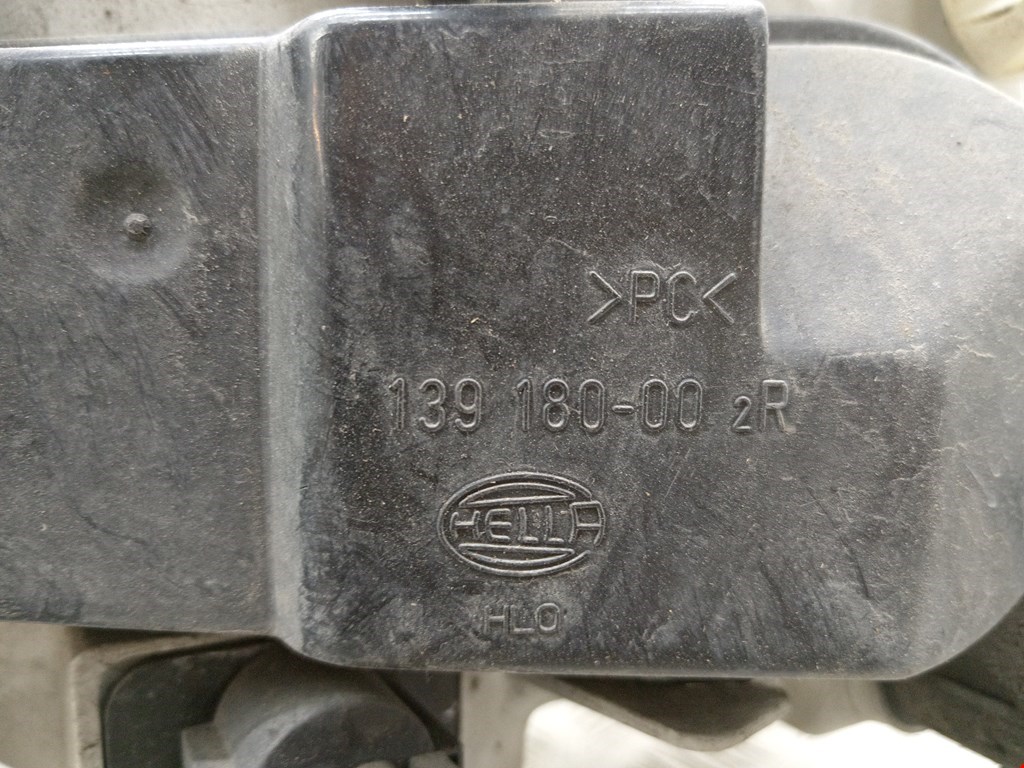 >PC<
139 180-00 2R
HELLA
HLO